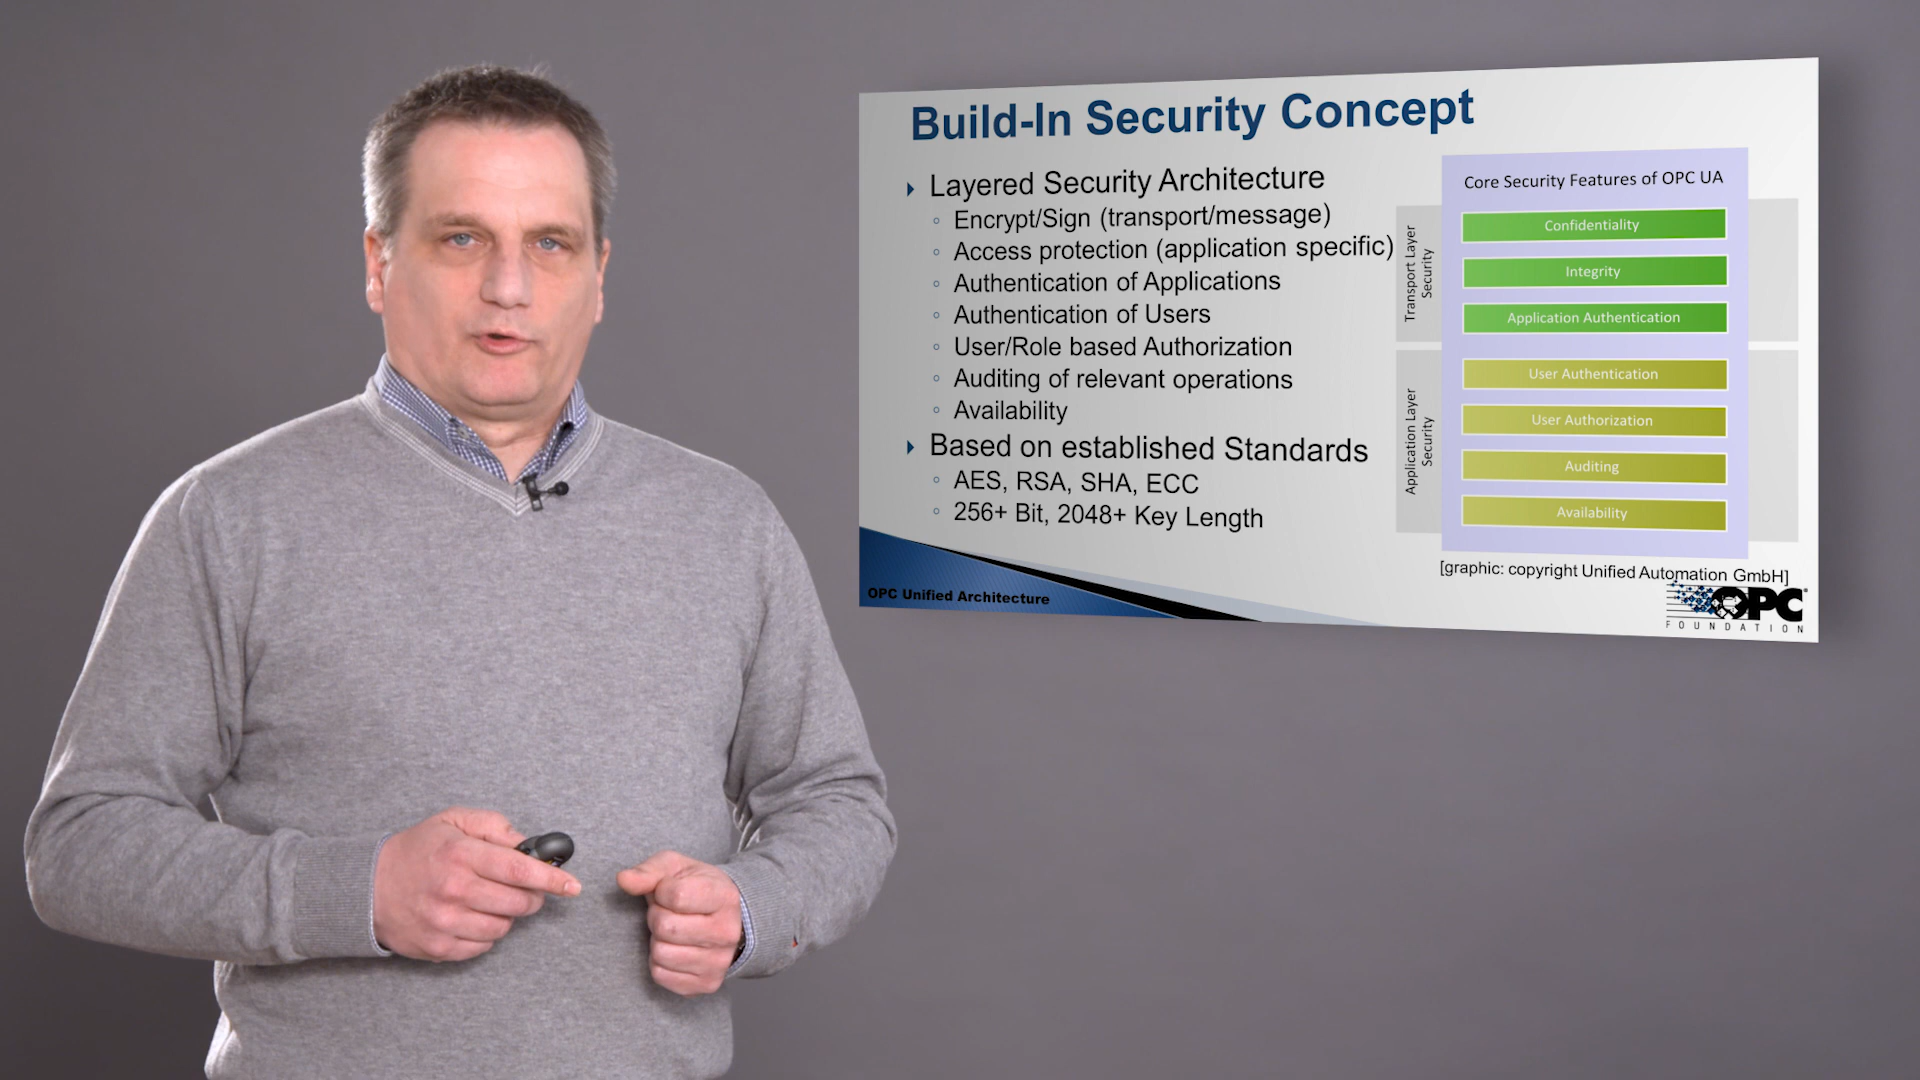 Build-In Security Concept
Layered Security Architecture
Encrypt/Sign (transport/message)
Access protection (application specific)
Authentication of Applications
Authentication of Users
User/Role based Authorization
Auditing of relevant operations
Availability
Based on established Standards
AES, RSA, SHA, ECC
256+ Bit, 2048+ Key Length
Core Security Features of OPC UA
Transport Layer
Security
Confidentiality
Integrity
Application Authentication
Application Layer
Security
User Authentication
User Authorization
Auditing
Availability
[graphic: copyright Unified Automation GmbH]
OPC Unified Architecture
OPC
FOUNDATION